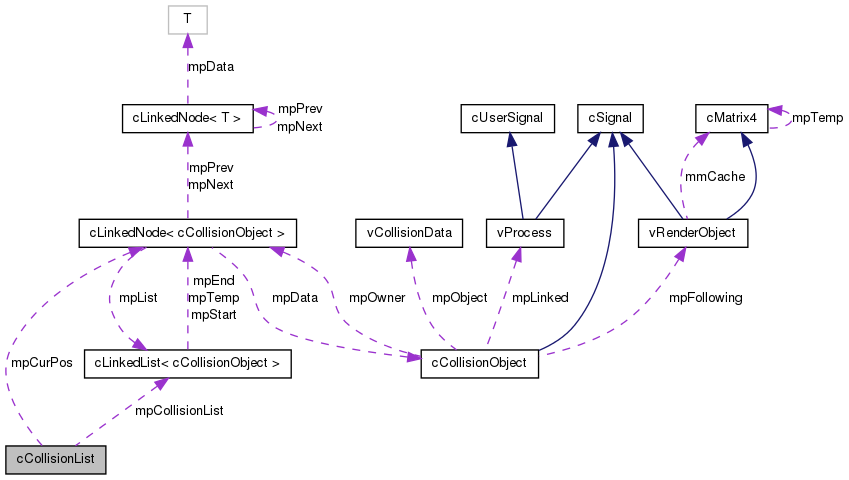 T
mpData
cLinkedNode< T >
mpPrev
mpNext
cUserSignal
cSignal
cMatrix4
mpTemp
mpPrev
mpNext
mmCache
cLinkedNode< cCollisionObject >
vCollisionData
vProcess
vRenderObject
mpList
mpEnd
mpTemp
mpStart
mpData
mpOwner
mpObject
mpLinked
mpFollowing
mpCurPos
cLinkedList< cCollisionObject >
cCollisionObject
mpCollisionList
cCollisionList